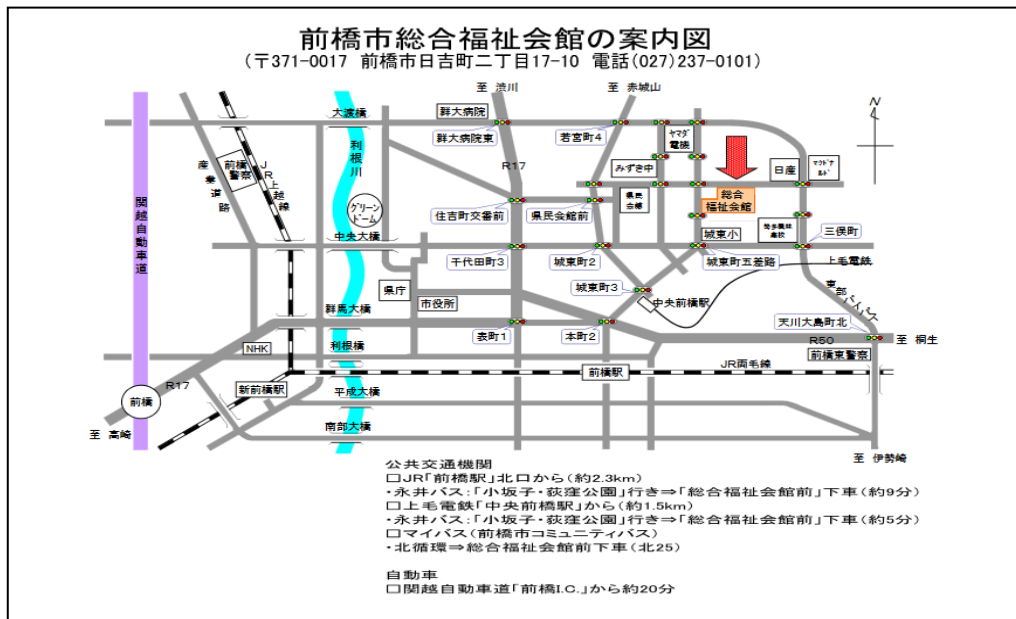 前橋市総合福祉会館の案内図
(〒371-0017 前橋市日吉町二丁目17-10 電話(027)237-0101)
至 渋川
至 赤城山
N
大渡橋
群大病院
群大病院東
若宮町4
ヤマダ電機
前橋警察
JR上越線
産業道路
利根川
R17
みずき中
日産
マクドナルド
関越自動車道
グリーンドーム
住吉町交番前
県民会館前
県民会館
総合福祉会館
中央大橋
城東小
三俣町
千代田町3
城東町2
城東町五差路
上毛電鉄
県庁
市役所
城東町3
中央前橋駅
東部バイパス
群馬大橋
表町1
本町2
天川大島町北
NHK
利根橋
R50
至 桐生
前橋東警察
JR両毛線
R17
新前橋駅
前橋駅
前橋
平成大橋
至 高崎
南部大橋
至 伊勢崎
公共交通機関
□JR「前橋駅」北口から(約2.3km)
・永井バス:「小坂子・荻窪公園」行き⇒「総合福祉会館前」下車(約9分)
□上毛電鉄「中央前橋駅」から(約1.5km)
・永井バス:「小坂子・荻窪公園」行き⇒「総合福祉会館前」下車(約5分)
□マイバス(前橋市コミュニティバス)
・北循環⇒総合福祉会館前下車(北25)
自動車
□関越自動車道「前橋I.C.」から約20分